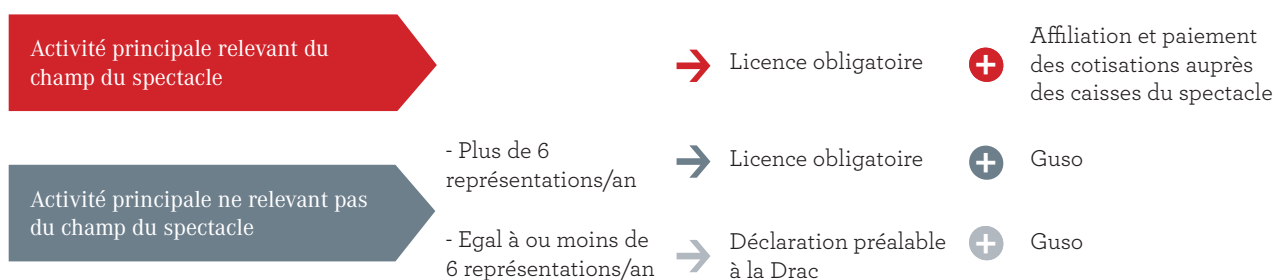 Activité principale relevant du
champ du spectacle
Licence obligatoire
Affiliation et paiement
des cotisations auprès
des caisses du spectacle
Activité principale ne relevant pas
du champ du spectacle
- Plus de 6
représentations/an
Licence obligatoire
Guso
- Egal à ou moins de
6 représentations/an
Déclaration préalable
à la Drac
Guso